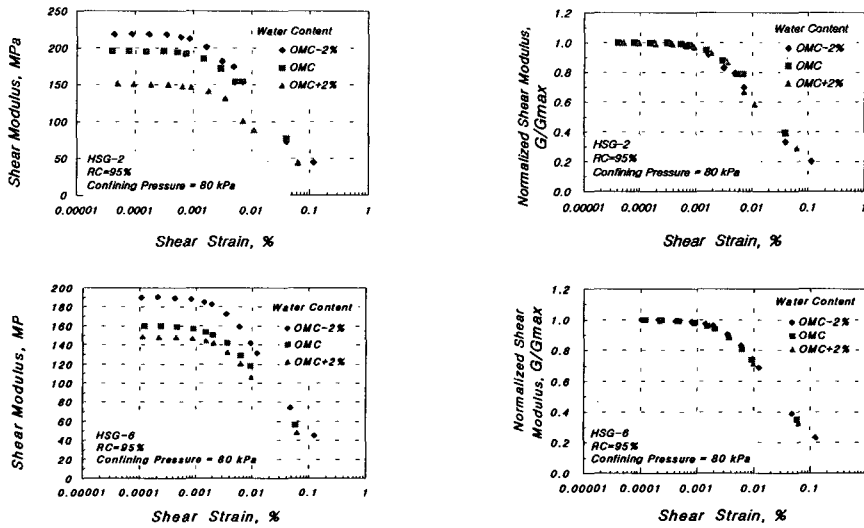 Shear Modulus, MPa
250
200
150
100
50
0
Water Content
OMC-2%
OMC
OMC+2%
HSG-2
RC=95%
Confining Pressure = 80 kPa
0.00001 0.0001 0.001 0.01 0.1 1
Shear Strain, %
Normalized Shear Modulus,
G/Gmax
1.2
1.0
0.8
0.6
0.4
0.2
0.0
Water Content
OMC-2%
OMC
OMC+2%
HSG-2
RC=95%
Confining Pressure = 80 kPa
0.00001 0.0001 0.001 0.01 0.1 1
Shear Strain, %
Shear Modulus, MP
200
180
160
140
120
100
80
60
40
20
0
Water Content
OMC-2%
OMC
OMC+2%
HSG-6
RC=95%
Confining Pressure = 80 kPa
0.00001 0.0001 0.001 0.01 0.1 1
Shear Strain, %
Normalized Shear
Modulus, G/Gmax
1.2
1.0
0.8
0.6
0.4
0.2
0.0
Water Content
OMC-2%
OMC
OMC+2%
HSG-6
RC=95%
Confining Pressure = 80 kPa
0.00001 0.0001 0.001 0.01 0.1 1
Shear Strain, %